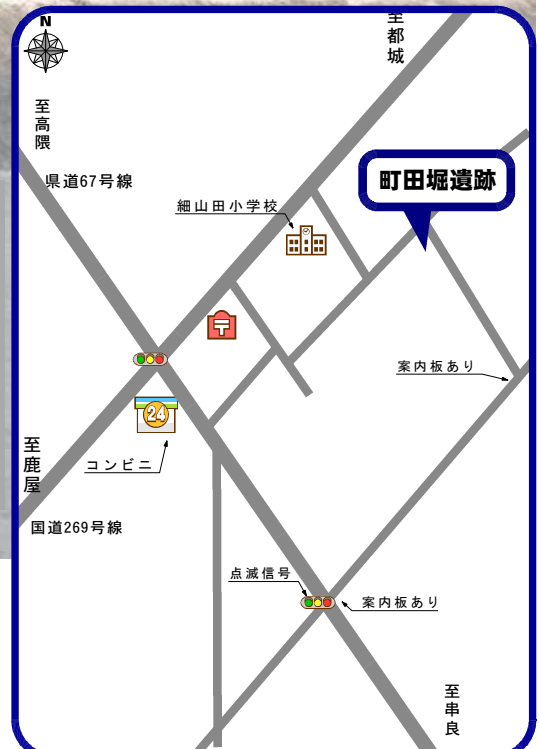 N
至都城
至高隈
県道67号線
町田堀遺跡
細山田小学校
〒
案内板あり
24
至鹿屋
コンビニ
国道269号線
点滅信号
案内板あり
至串良